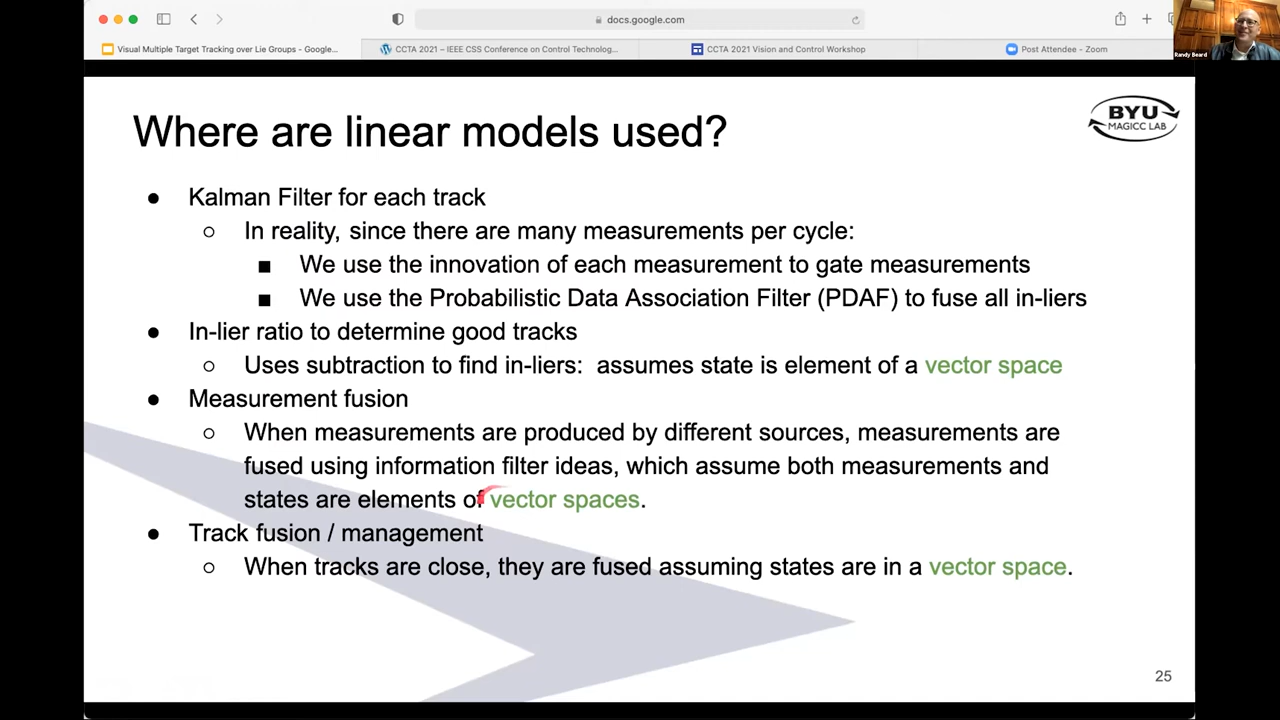 docs.google.com
Visual Multiple Target Tracking over Lie Groups - Google...
CCTA 2021 – IEEE CSS Conference on Control Technolog...
CCTA 2021 Vision and Control Workshop
Post Attendee - Zoom
Randy Beard
Where are linear models used?
BYU
MAGICC LAB
● Kalman Filter for each track
○ In reality, since there are many measurements per cycle:
■ We use the innovation of each measurement to gate measurements
■ We use the Probabilistic Data Association Filter (PDAF) to fuse all in-liers
● In-lier ratio to determine good tracks
○ Uses subtraction to find in-liers: assumes state is element of a vector space
● Measurement fusion
○ When measurements are produced by different sources, measurements are
fused using information filter ideas, which assume both measurements and
states are elements of vector spaces.
● Track fusion / management
○ When tracks are close, they are fused assuming states are in a vector space.
25